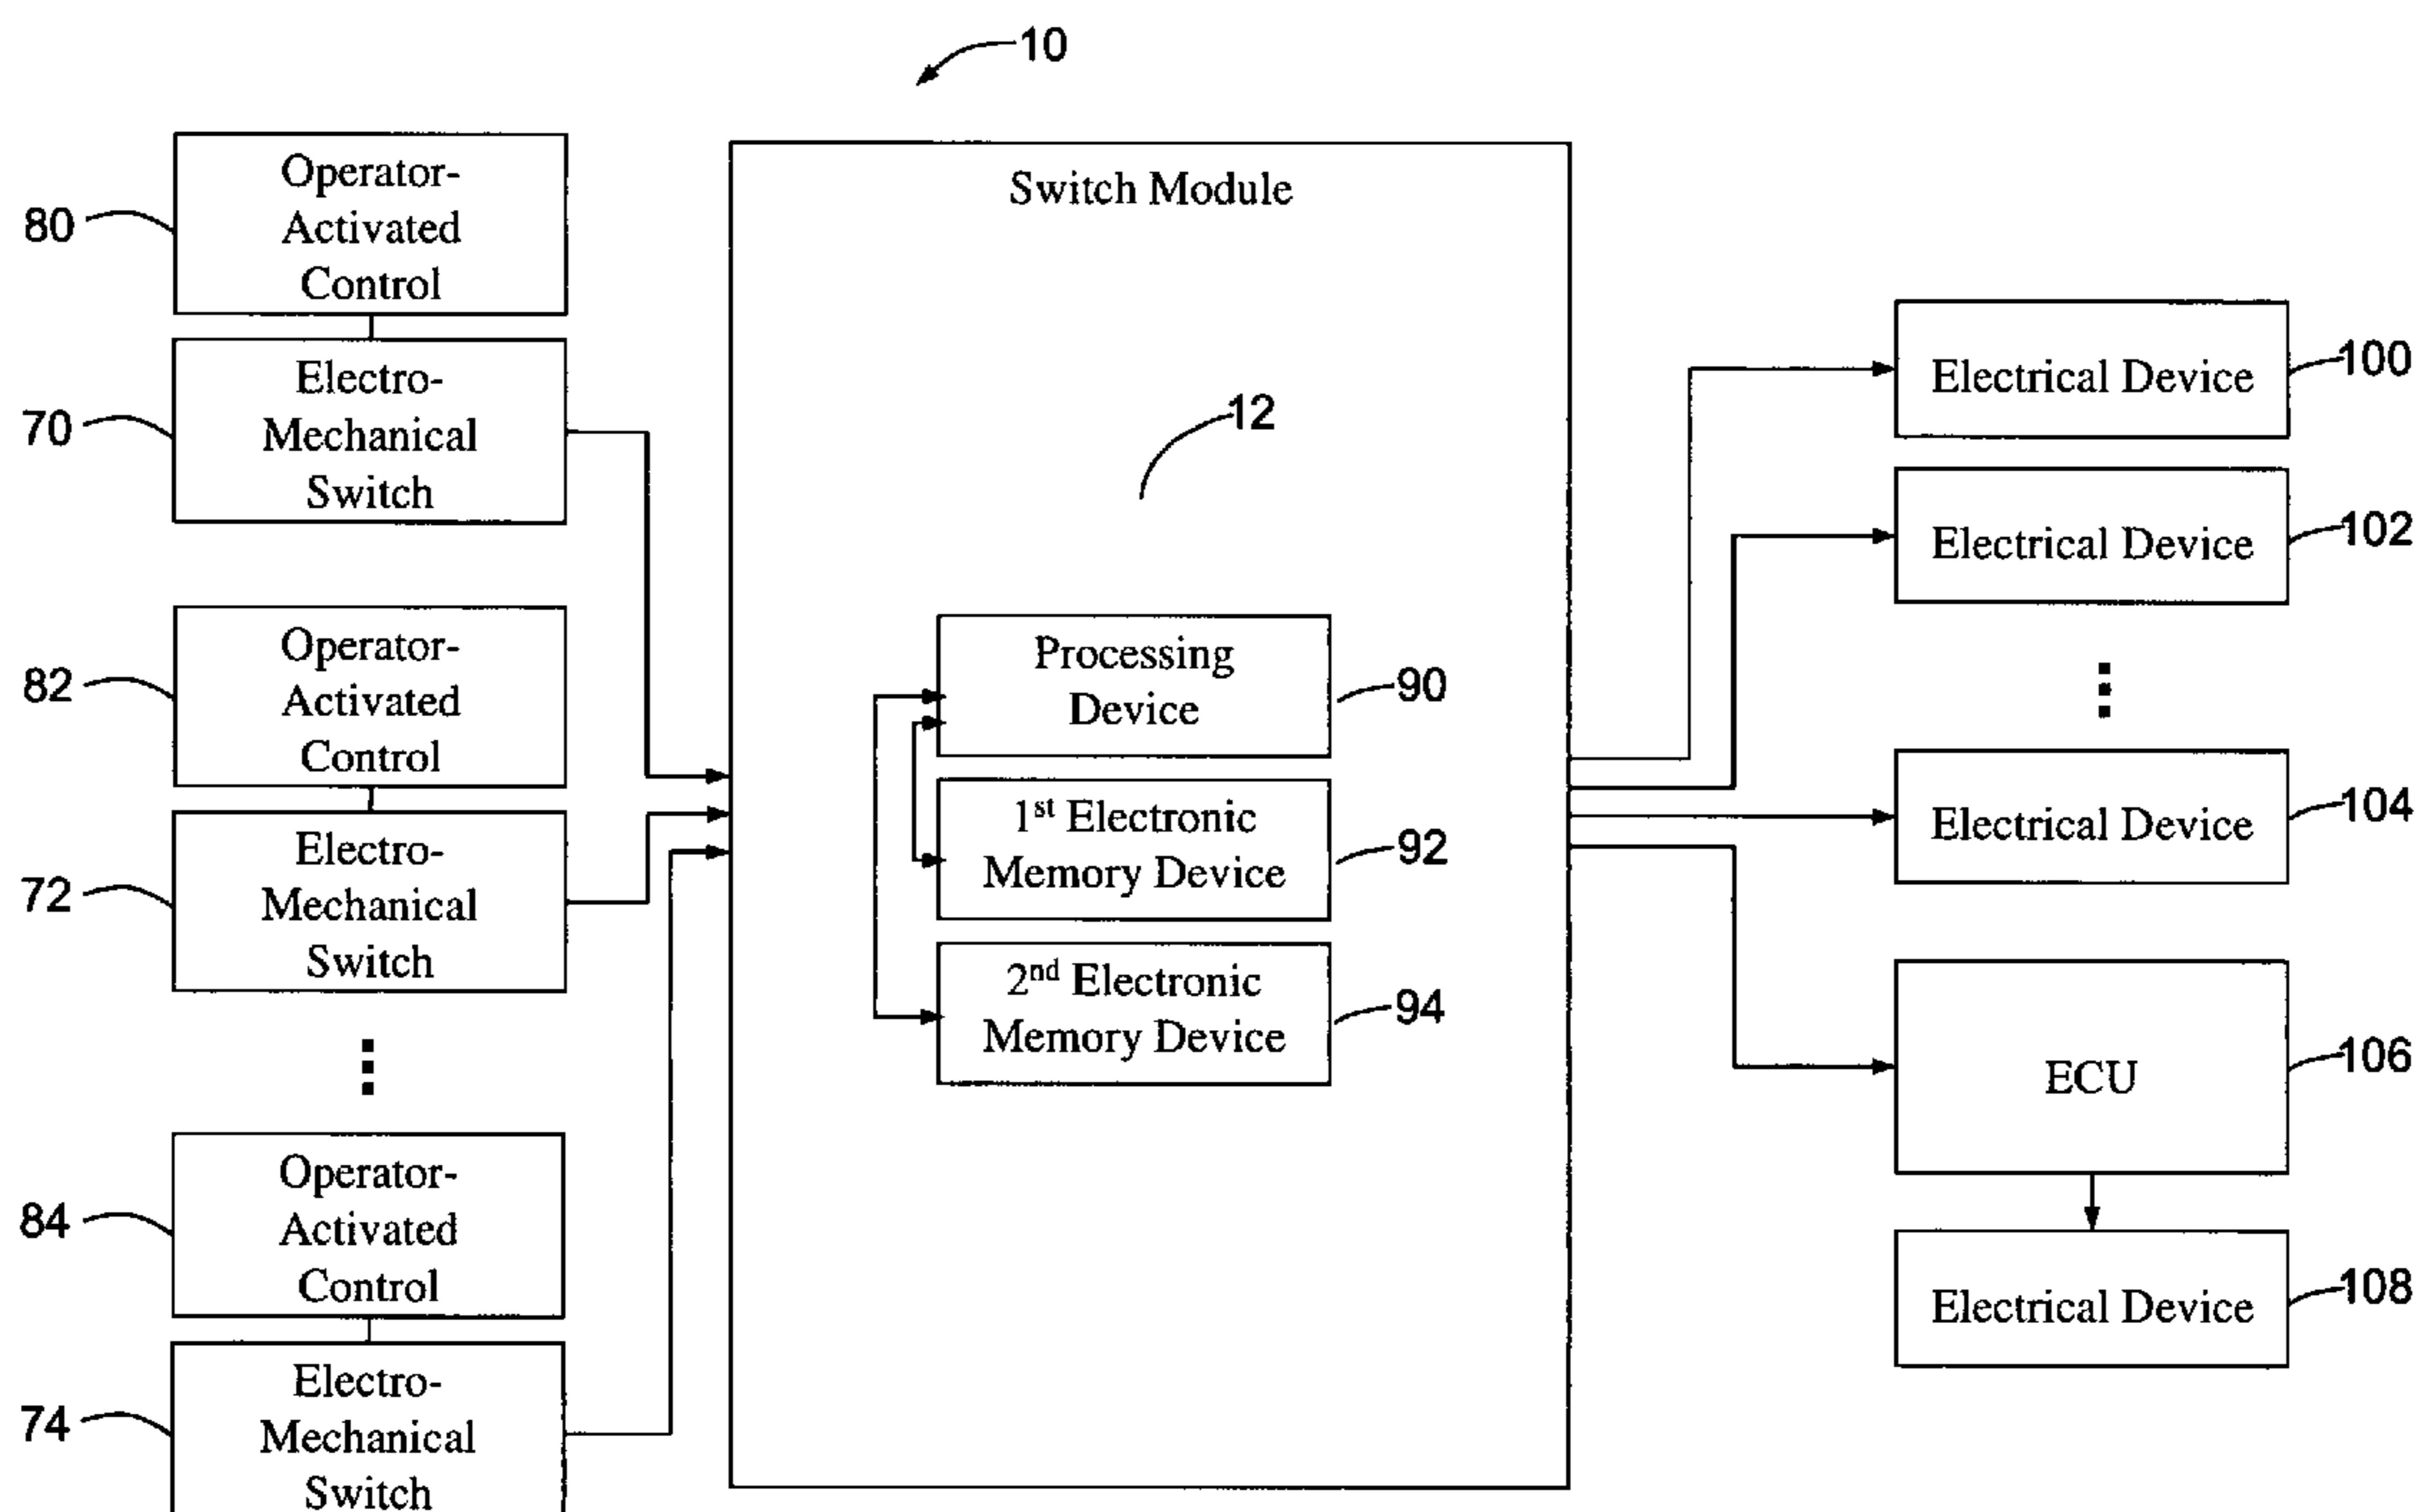 10
Operator-
Activated
Control
80
Electro-
Mechanical
Switch
70
Operator-
Activated
Control
82
Electro-
Mechanical
Switch
72
Operator-
Activated
Control
84
Electro-
Mechanical
Switch
74
Switch Module
12
Processing
Device
90
1st Electronic
Memory Device
92
2nd Electronic
Memory Device
94
Electrical Device
100
Electrical Device
102
Electrical Device
104
ECU
106
Electrical Device
108